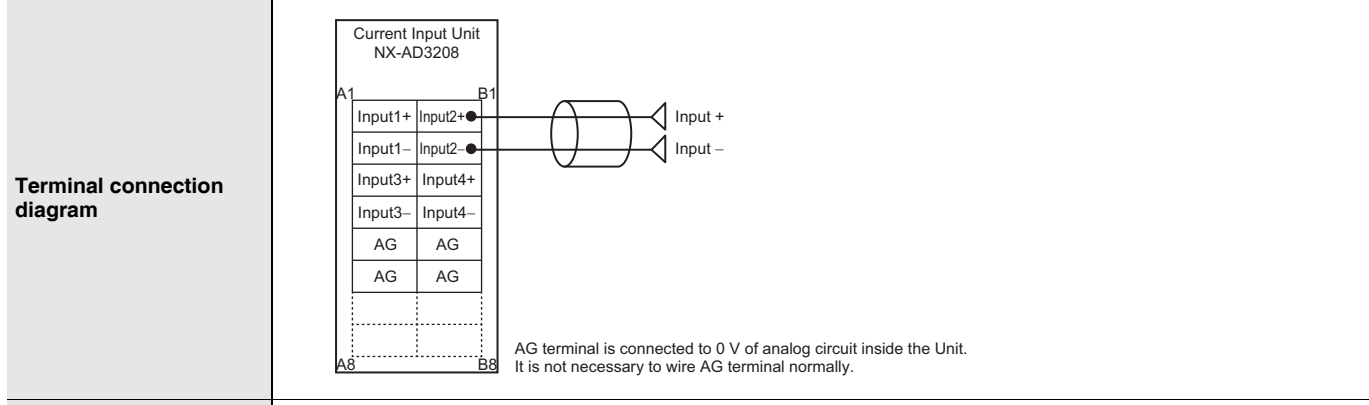 Terminal connection
diagram
Current Input Unit
NX-AD3208
A1 B1
Input1+ Input2+ Input +
Input1– Input2– Input –
Input3+ Input4+
Input3– Input4–
AG AG
AG AG
A8 B8
AG terminal is connected to 0 V of analog circuit inside the Unit.
It is not necessary to wire AG terminal normally.